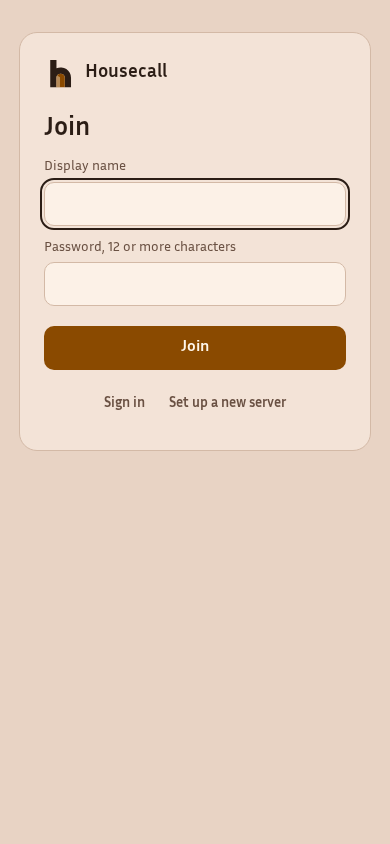 Housecall
Join
Display name
Password, 12 or more characters
Join
Sign in Set up a new server